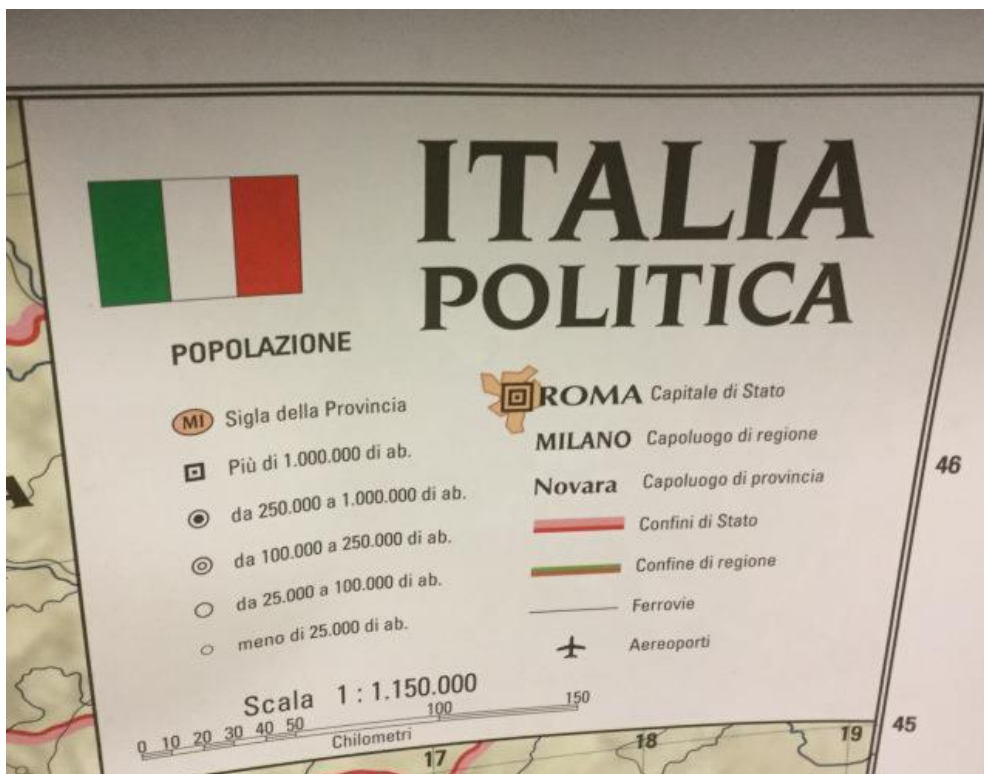 ITALIA
POLITICA
POPOLAZIONE
MI Sigla della Provincia
Più di 1.000.000 di ab.
da 250.000 a 1.000.000 di ab.
da 100.000 a 250.000 di ab.
da 25.000 a 100.000 di ab.
meno di 25.000 di ab.
ROMA Capitale di Stato
MILANO Capoluogo di regione
Novara Capoluogo di provincia
Confini di Stato
Confine di regione
Ferrovie
Aereoporti
Scala 1 : 1.150.000
0 10 20 30 40 50 100 150
Chilometri
A
46
45
17 18 19